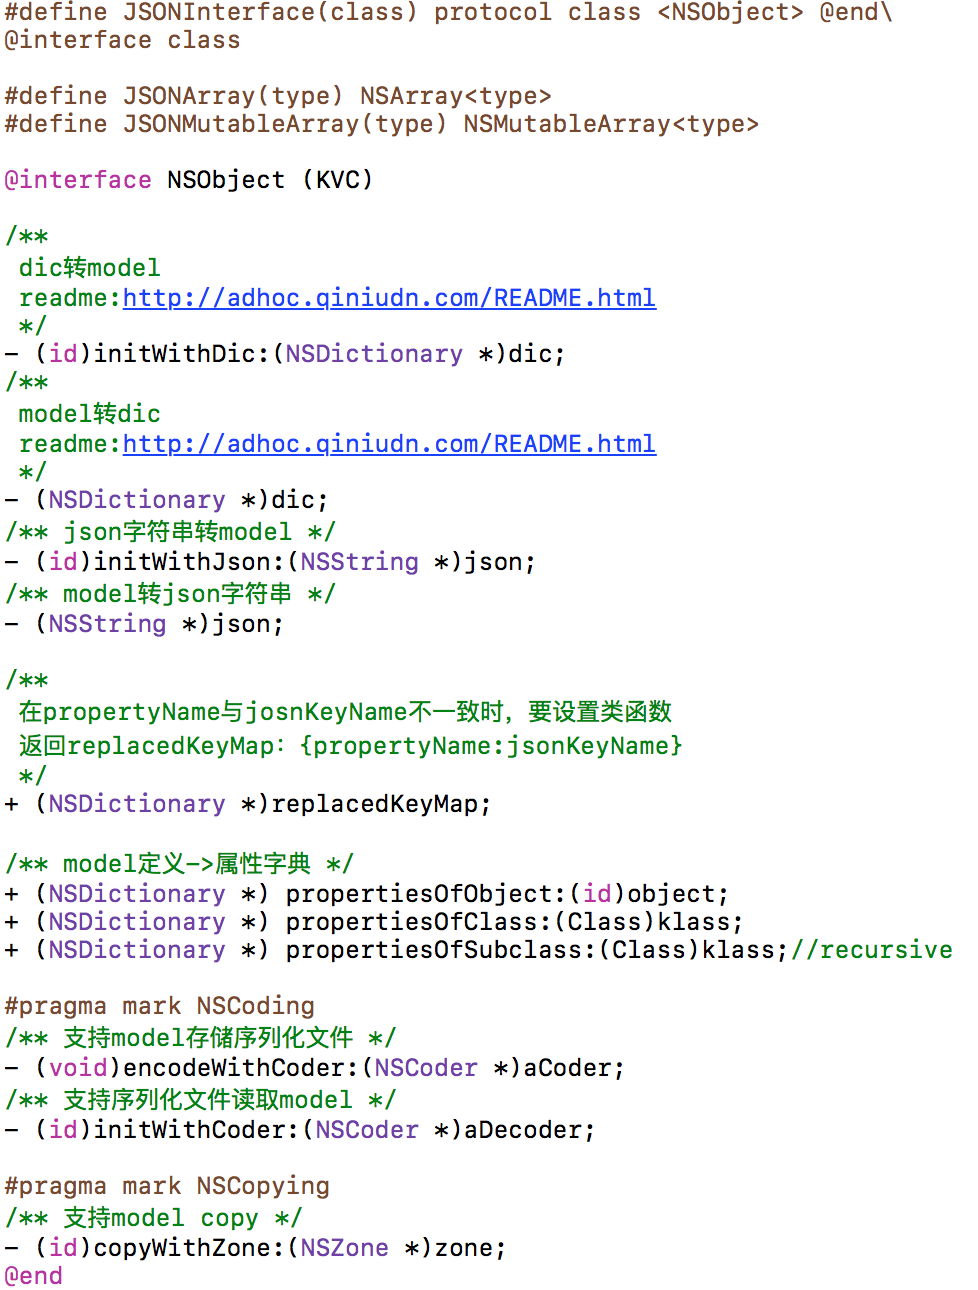 #define JSONInterface(class) protocol class <NSObject> @end\
@interface class
#define JSONArray(type) NSArray<type>
#define JSONMutableArray(type) NSMutableArray<type>
@interface NSObject (KVC)
/**
dic转model
readme:http://adhoc.qiniudn.com/README.html
*/
- (id)initWithDic:(NSDictionary *)dic;
/**
model转dic
readme:http://adhoc.qiniudn.com/README.html
*/
- (NSDictionary *)dic;
/** json字符串转model */
- (id)initWithJson:(NSString *)json;
/** model转json字符串 */
- (NSString *)json;
/**
在propertyName与josnKeyName不一致时，要设置类函数
返回replacedKeyMap：{propertyName:jsonKeyName}
*/
+ (NSDictionary *)replacedKeyMap;
/** model定义->属性字典 */
+ (NSDictionary *) propertiesOfObject:(id)object;
+ (NSDictionary *) propertiesOfClass:(Class)klass;
+ (NSDictionary *) propertiesOfSubclass:(Class)klass;//recursive
#pragma mark NSCoding
/** 支持model存储序列化文件 */
- (void)encodeWithCoder:(NSCoder *)aCoder;
/** 支持序列化文件读取model */
- (id)initWithCoder:(NSCoder *)aDecoder;
#pragma mark NSCopying
/** 支持model copy */
- (id)copyWithZone:(NSZone *)zone;
@end